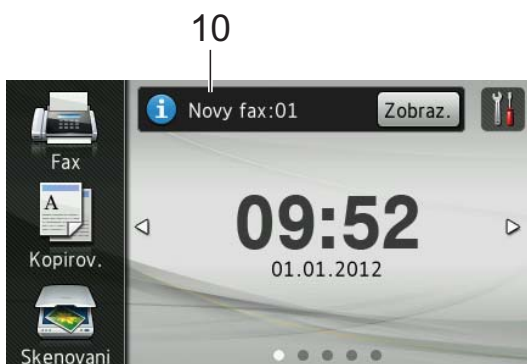 10
Novy fax:01
Zobraz.
Fax
A
Kopirov.
09:52
01.01.2012
Skenovani